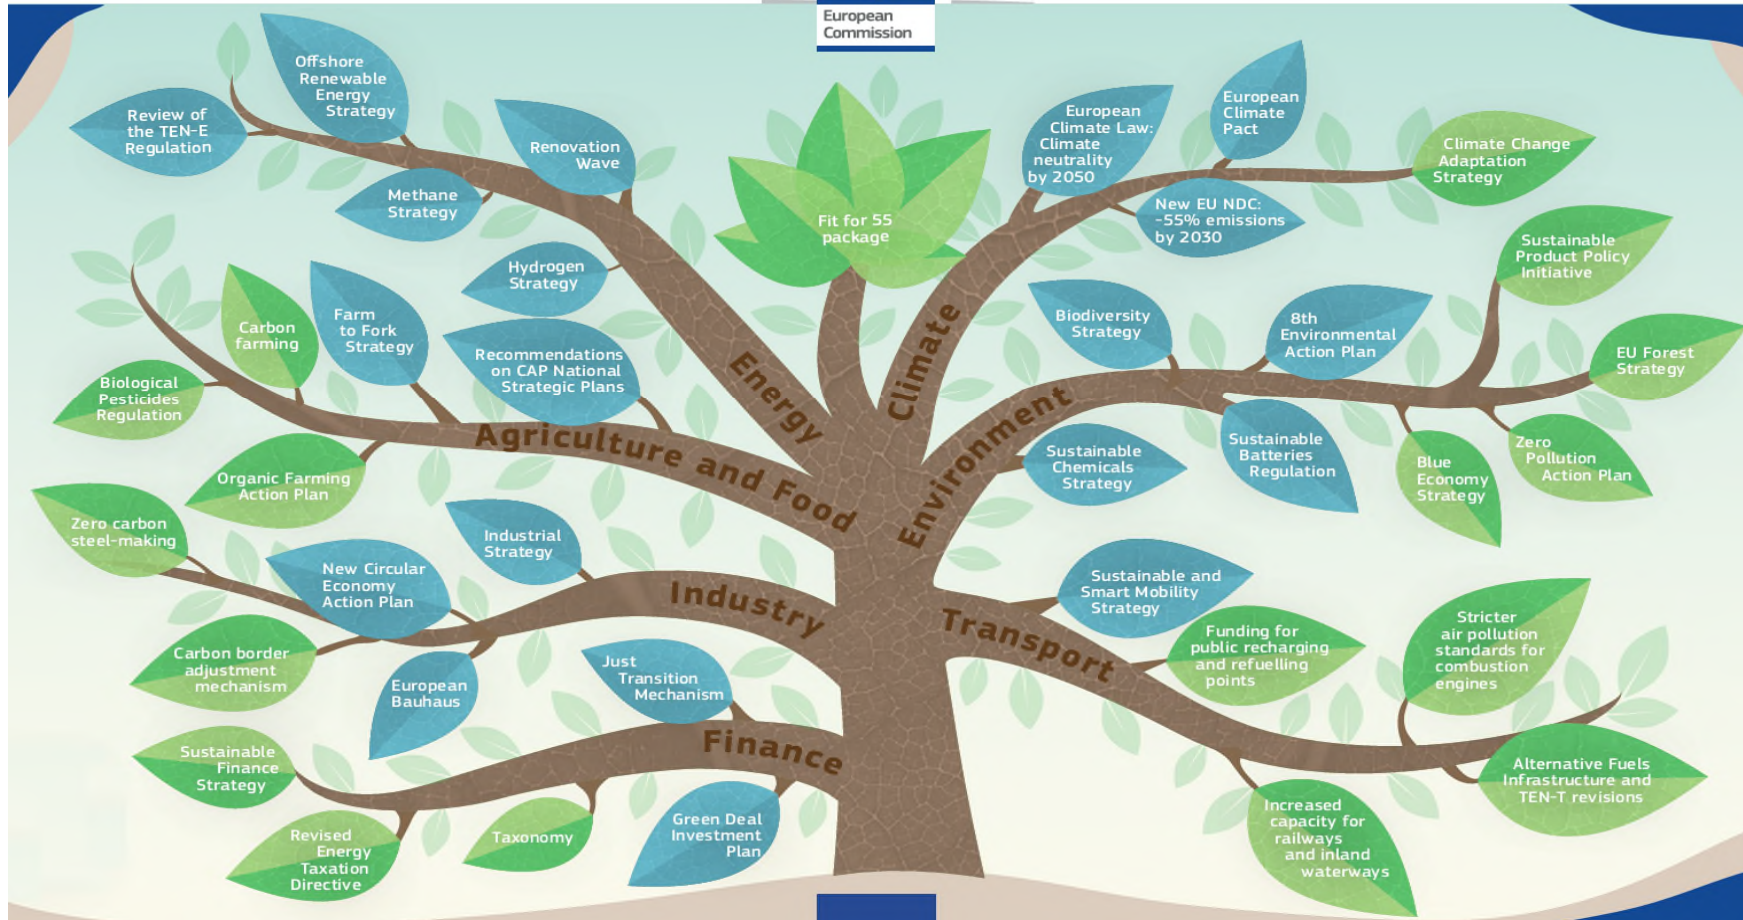 European
Commission
Offshore
Renewable
Energy
Strategy
Review of
the TEN-E
Regulation
Renovation
Wave
Methane
Strategy
Hydrogen
Strategy
Energy
Fit for 55
package
European
Climate Law:
Climate
neutrality
by 2050
European
Climate
Pact
Climate Change
Adaptation
Strategy
New EU NDC:
-55% emissions
by 2030
Climate
Carbon
farming
Farm
to Fork
Strategy
Recommendations
on CAP National
Strategic Plans
Biological
Pesticides
Regulation
Organic Farming
Action Plan
Agriculture and Food
Sustainable
Product Policy
Initiative
Biodiversity
Strategy
8th
Environmental
Action Plan
EU Forest
Strategy
Sustainable
Chemicals
Strategy
Sustainable
Batteries
Regulation
Blue
Economy
Strategy
Zero
Pollution
Action Plan
Environment
Zero carbon
steel-making
New Circular
Economy
Action Plan
Industrial
Strategy
Carbon border
adjustment
mechanism
European
Bauhaus
Industry
Sustainable and
Smart Mobility
Strategy
Funding for
public recharging
and refuelling
points
Stricter
air pollution
standards for
combustion
engines
Alternative Fuels
Infrastructure and
TEN-T revisions
Increased
capacity for
railways
and inland
waterways
Transport
Just
Transition
Mechanism
Sustainable
Finance
Strategy
Revised
Energy
Taxation
Directive
Taxonomy
Green Deal
Investment
Plan
Finance